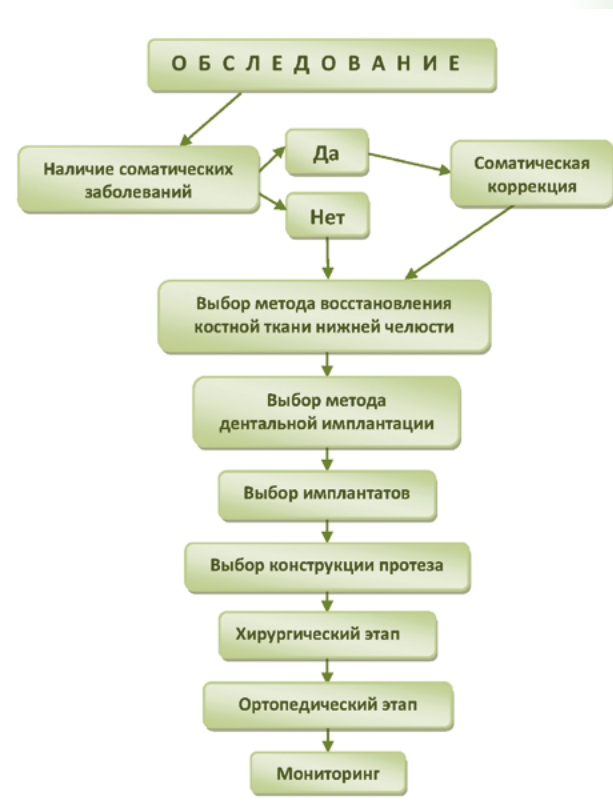 ОБСЛЕДОВАНИЕ
Наличие соматических
заболеваний
Да
Нет
Соматическая
коррекция
Выбор метода восстановления
костной ткани нижней челюсти
Выбор метода
дентальной имплантации
Выбор имплантатов
Выбор конструкции протеза
Хирургический этап
Ортопедический этап
Мониторинг